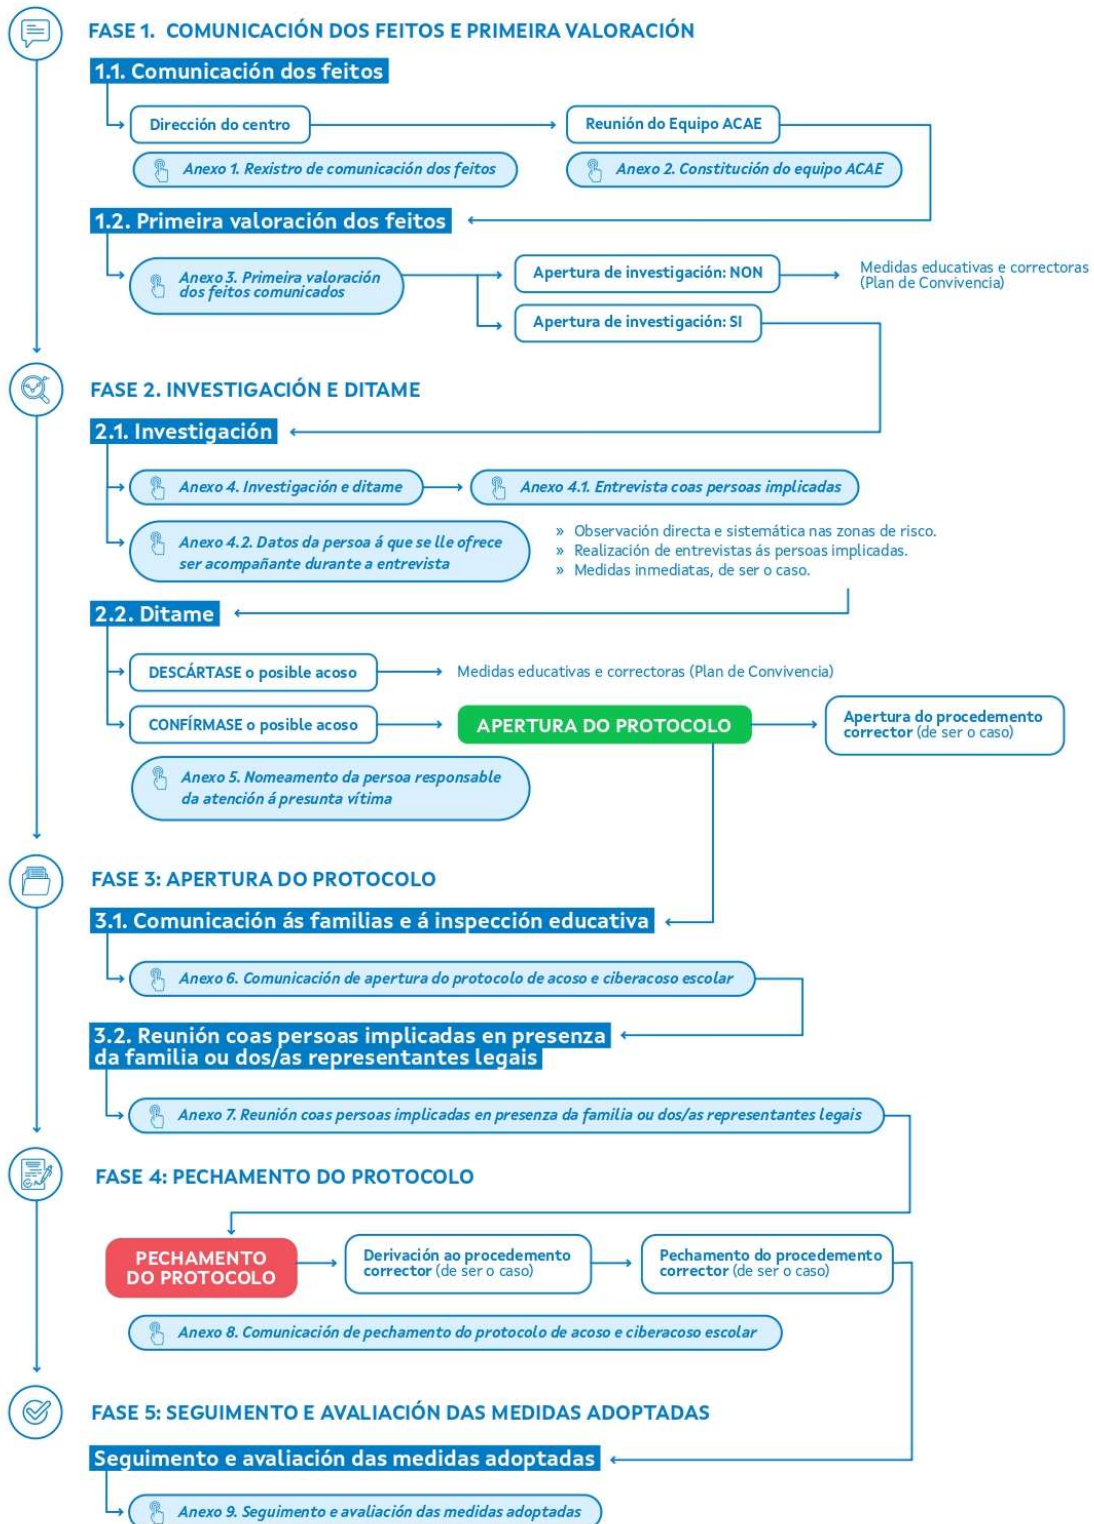 FASE 1. COMUNICACIÓN DOS FEITOS E PRIMEIRA VALORACIÓN
1.1. Comunicación dos feitos
Dirección do centro
Reunión do Equipo ACAE
Anexo 1. Rexistro de comunicación dos feitos
Anexo 2. Constitución do equipo ACAE
1.2. Primeira valoración dos feitos
Anexo 3. Primeira valoración
dos feitos comunicados
Apertura de investigación: NON
Medidas educativas e correctoras
(Plan de Convivencia)
Apertura de investigación: SI
FASE 2. INVESTIGACIÓN E DITAME
2.1. Investigación
Anexo 4. Investigación e ditame
Anexo 4.1. Entrevista coas persoas implicadas
Anexo 4.2. Datos da persoa á que se lle ofrece
ser acompañante durante a entrevista
» Observación directa e sistemática nas zonas de risco.
» Realización de entrevistas ás persoas implicadas.
» Medidas inmediatas, de ser o caso.
2.2. Ditame
DESCÁRTASE o posible acoso
Medidas educativas e correctoras (Plan de Convivencia)
CONFÍRMASE o posible acoso
APERTURA DO PROTOCOLO
Apertura do procedemento
corrector (de ser o caso)
Anexo 5. Nomeamento da persoa responsable
da atención á presunta vítima
FASE 3: APERTURA DO PROTOCOLO
3.1. Comunicación ás familias e á inspección educativa
Anexo 6. Comunicación de apertura do protocolo de acoso e ciberacoso escolar
3.2. Reunión coas persoas implicadas en presenza
da familia ou dos/as representantes legais
Anexo 7. Reunión coas persoas implicadas en presenza da familia ou dos/as representantes legais
FASE 4: PECHAMENTO DO PROTOCOLO
PECHAMENTO
DO PROTOCOLO
Derivación ao procedemento
corrector (de ser o caso)
Pechamento do procedemento
corrector (de ser o caso)
Anexo 8. Comunicación de pechamento do protocolo de acoso e ciberacoso escolar
FASE 5: SEGUIMENTO E AVALIACIÓN DAS MEDIDAS ADOPTADAS
Seguimento e avaliación das medidas adoptadas
Anexo 9. Seguimento e avaliación das medidas adoptadas